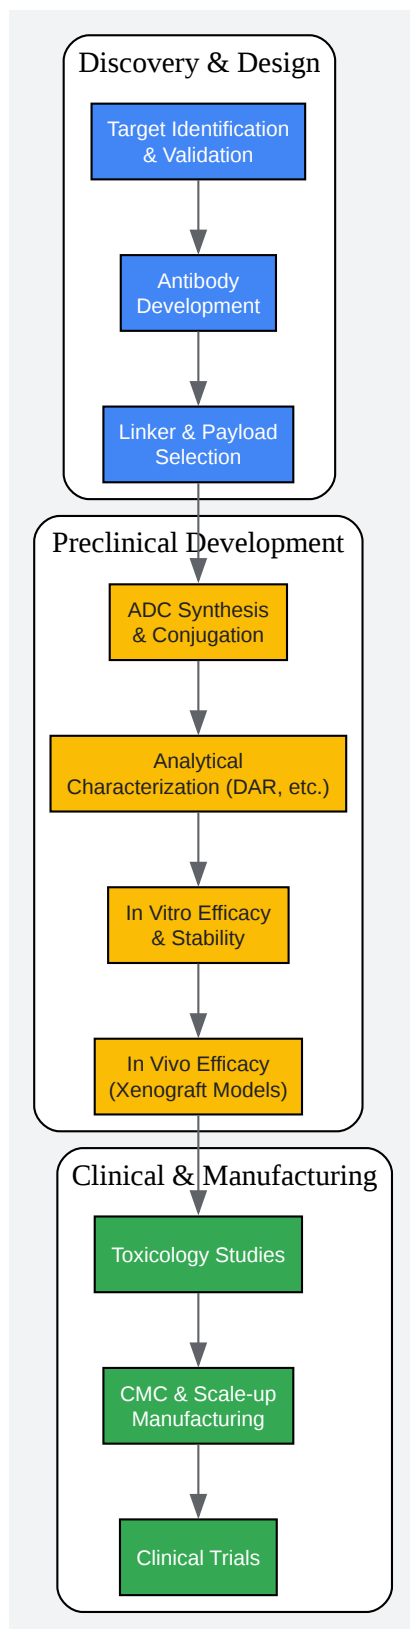 Discovery & Design
Target Identification
& Validation
Antibody
Development
Linker & Payload
Selection
Preclinical Development
ADC Synthesis
& Conjugation
Analytical
Characterization (DAR, etc.)
In Vitro Efficacy
& Stability
In Vivo Efficacy
(Xenograft Models)
Clinical & Manufacturing
Toxicology Studies
CMC & Scale-up
Manufacturing
Clinical Trials